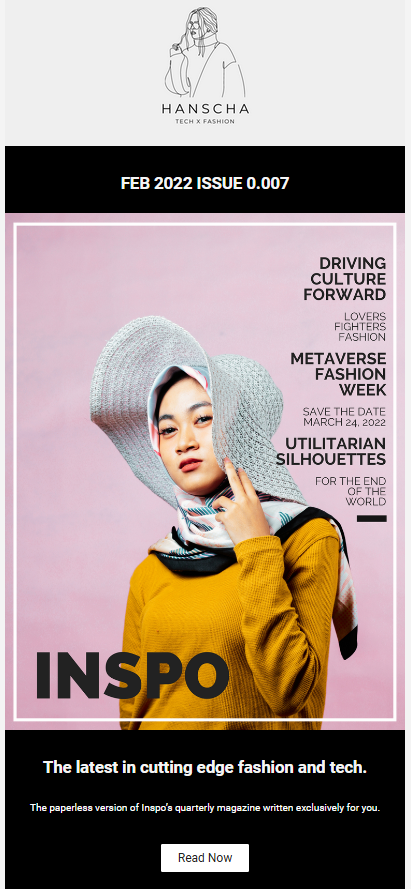 HANSCHA
TECH X FASHION
FEB 2022 ISSUE 0.007
DRIVING
CULTURE
FORWARD
LOVERS
FIGHTERS
FASHION
METAVERSE
FASHION
WEEK
SAVE THE DATE
MARCH 24, 2022
UTILITARIAN
SILHOUETTES
FOR THE END
OF THE
WORLD
INSPO
The latest in cutting edge fashion and tech.
The paperless version of Inspo's quarterly magazine written exclusively for you.
Read Now